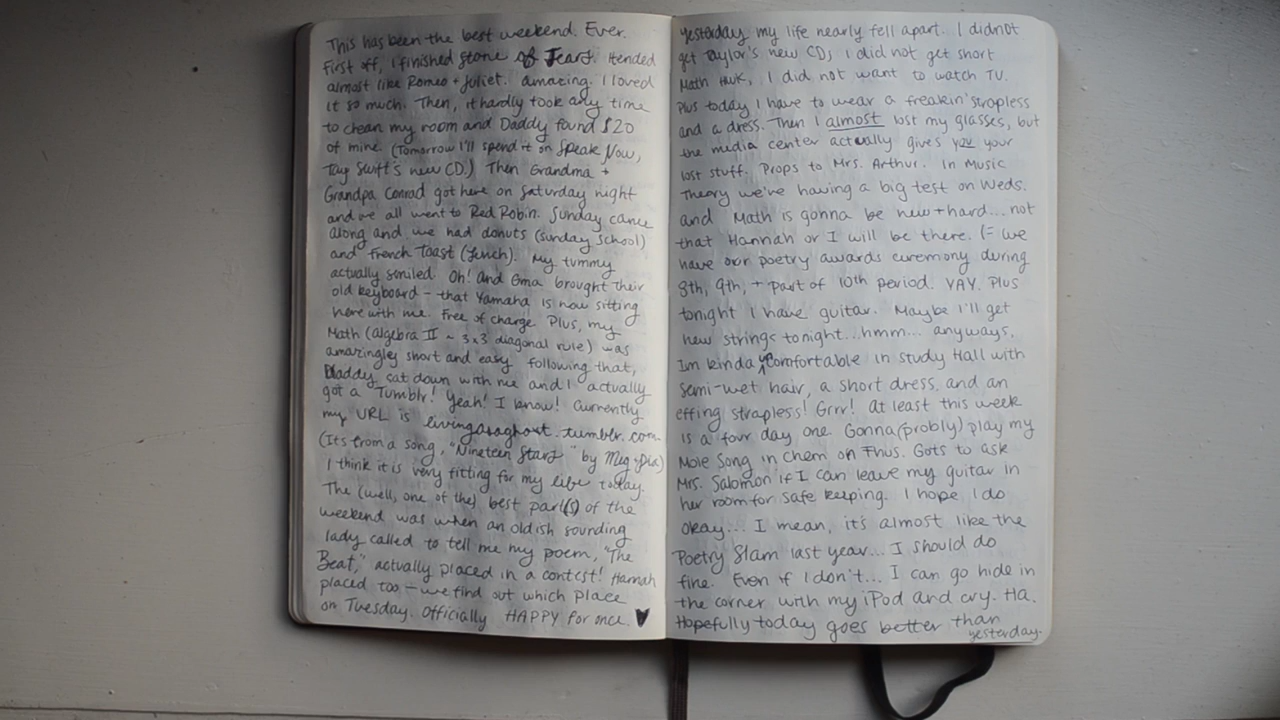 This has been the best weekend. Ever.
First off, I finished Stone of Tears. It ended
almost like Romeo + Juliet. amazing. I loved
it so much. Then, it hardly took any time
to clean my room and Daddy found $20
of mine. (Tomorrow I'll spend it on Speak Now,
Tay Swift's new CD.) Then Grandma +
Grandpa Conrad got here on Saturday night
and we all went to Red Robin. Sunday came
along and we had donuts (Sunday School)
and French Toast (lunch). My tummy
actually smiled. Oh! And Gma brought their
old keyboard - that Yamaha is now sitting
here with me. Free of charge. Plus, my
Math (algebra II ~ 3x3 diagonal rule) was
amazingly short and easy. following that,
Daddy sat down with me and I actually
got a Tumblr! Yeah! I know! Currently
my URL is
(It's from a song, "Nineteen Stars" by Meg + Dia)
I think it is very fitting for my life today.
The (well, one of the) best part(s) of the
weekend was when an oldish sounding
lady called to tell me my poem, "The
Beat," actually placed in a contest! Hannah
placed too - we find out which place
on Tuesday. Officially HAPPY for once. ♥
yesterday my life nearly fell apart. I did not
get Taylor's new CD, I did not get short
Math HWK, I did not want to watch TV.
Plus today I have to wear a freakin' strapless
and a dress. Then I almost lost my glasses, but
the media center actually gives you your
lost stuff. Props to Mrs. Arthur. In Music
Theory we've having a big test on Weds.
and Math is gonna be new + hard... not
that Hannah or I will be there. (= we
have our poetry awards ceremony during
8th, 9th, + part of 10th period. YAY. Plus
tonight I have guitar. Maybe I'll get
new strings tonight...hmm... anyways.
Im kinda uncomfortable in Study Hall with
semi-wet hair, a short dress, and an
effing strapless! Grrr! At least this week
is a four day one. Gonna (probly) play my
Mole Song in chem on Thus. Gots to ask
Mrs. Salomon if I can leave my guitar in
her room for safe keeping. I hope I do
okay... I mean, it's almost like the
Poetry Slam last year... I should do
fine. Even if I don't... I can go hide in
the corner with my iPod and cry. Ha.
Hopefully today goes better than
yesterday.